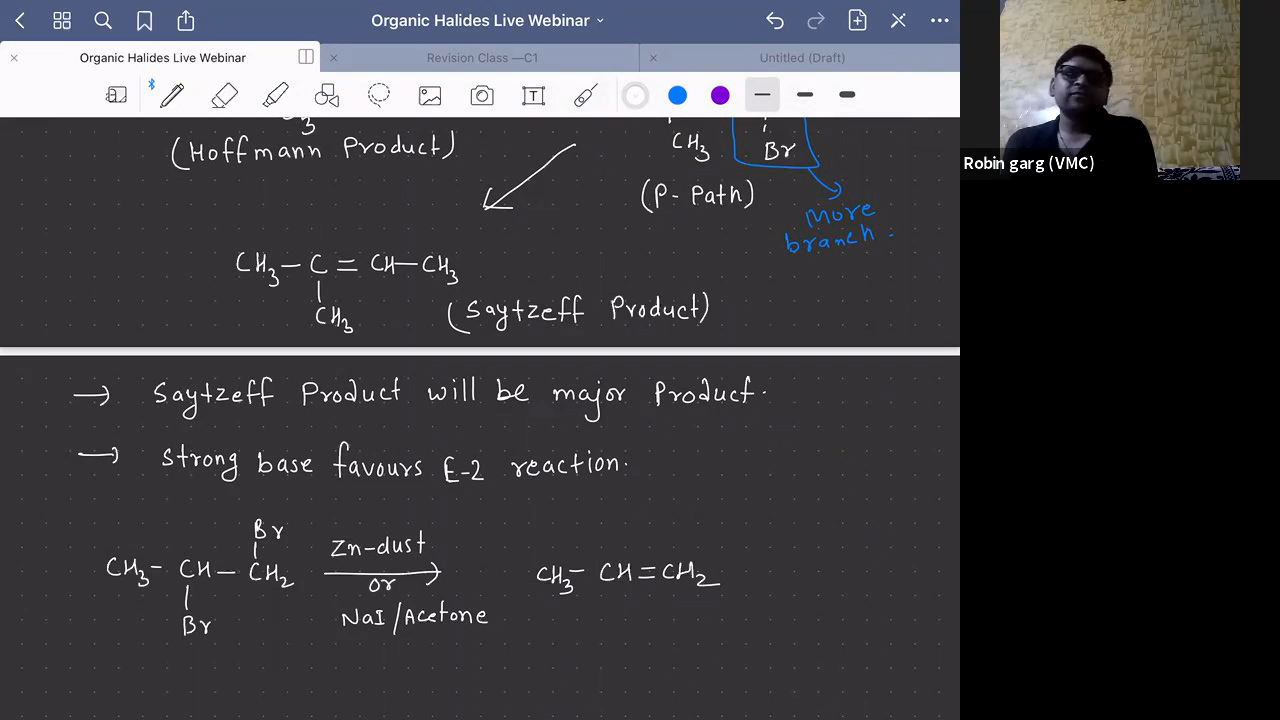 Organic Halides Live Webinar
Organic Halides Live Webinar
Revision Class —C1
Untitled (Draft)
T
3
(Hoffmann Product)
CH3
Br
(P- Path)
More
branch.
CH3— C = CH—CH3
CH3
(Saytzeff Product)
→ Saytzeff Product will be major Product.
→ Strong base favours E-2 reaction.
Br
Zn-dust
CH3— CH — CH2
or
CH3— CH=CH2
Br
NaI/Acetone
Robin garg (VMC)